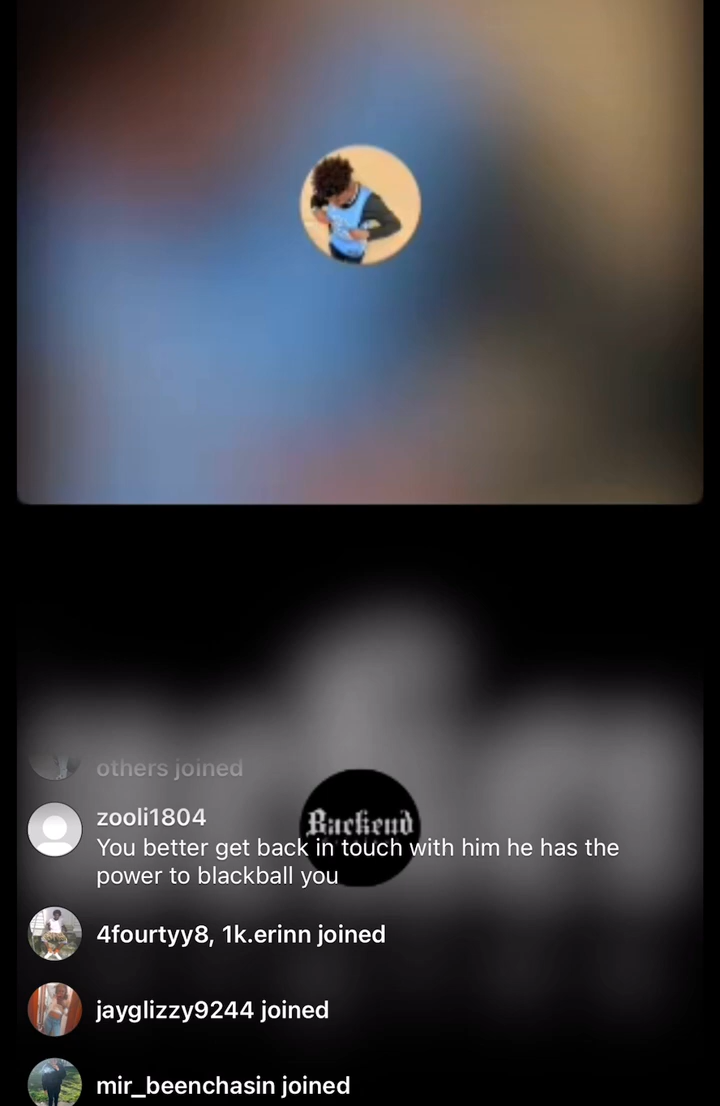 others joined
zooli1804
Backend
You better get back in touch with him he has the
power to blackball you
4fourtyy8, 1k.erinn joined
jayglizzy9244 joined
mir_beenchasin joined